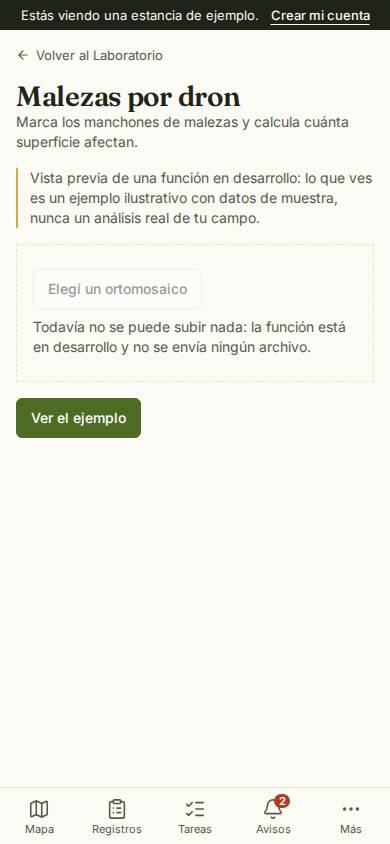 Estás viendo una estancia de ejemplo. Crear mi cuenta
← Volver al Laboratorio
Malezas por dron
Marca los manchones de malezas y calcula cuánta
superficie afectan.
Vista previa de una función en desarrollo: lo que ves
es un ejemplo ilustrativo con datos de muestra,
nunca un análisis real de tu campo.
Elegí un ortomosaico
Todavía no se puede subir nada: la función está
en desarrollo y no se envía ningún archivo.
Ver el ejemplo
2
Mapa Registros Tareas Avisos Más